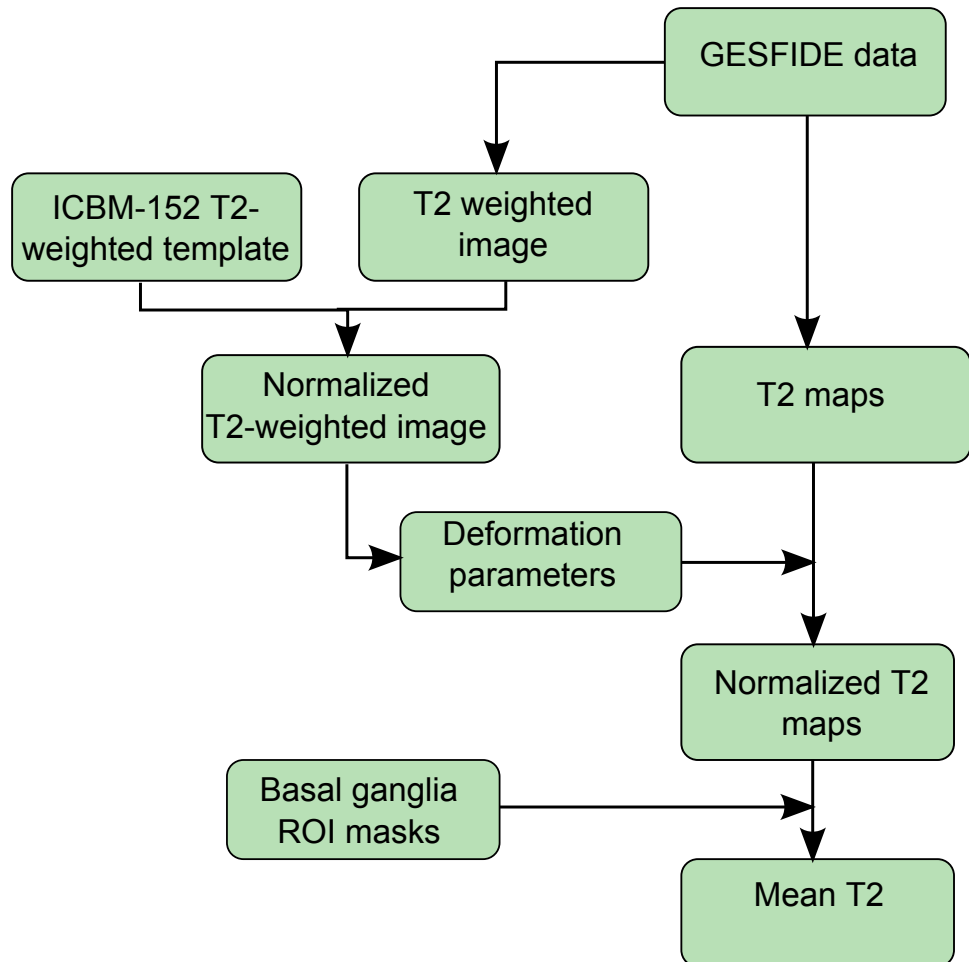 GESFIDE data
ICBM-152 T2-
weighted template
T2 weighted
image
Normalized
T2-weighted image
T2 maps
Deformation
parameters
Normalized T2
maps
Basal ganglia
ROI masks
Mean T2